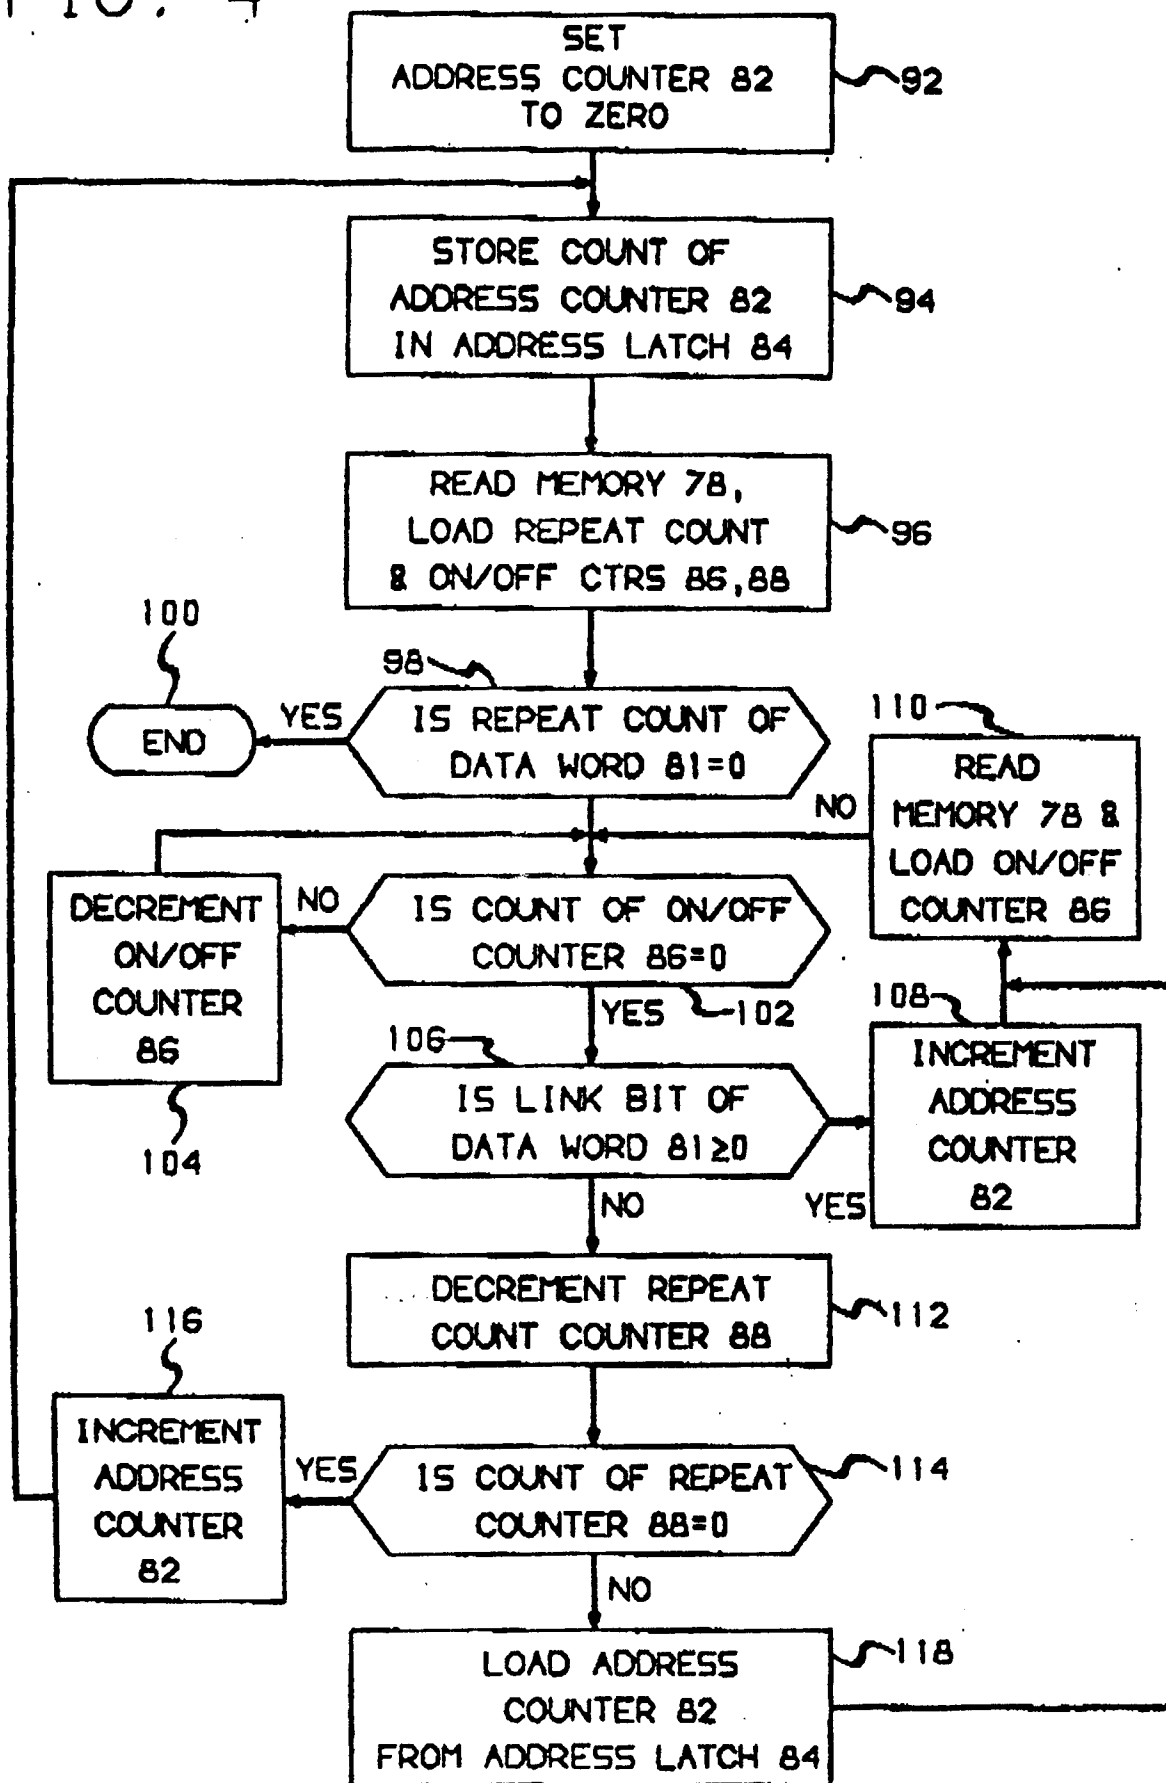 FIG. 4
SET
ADDRESS COUNTER 82
TO ZERO
92
STORE COUNT OF
ADDRESS COUNTER 82
IN ADDRESS LATCH 84
94
READ MEMORY 78,
LOAD REPEAT COUNT
& ON/OFF CTRS 86,88
96
100
END
YES
98
IS REPEAT COUNT OF
DATA WORD 81=0
NO
110
READ
MEMORY 78 &
LOAD ON/OFF
COUNTER 86
DECREMENT
ON/OFF
COUNTER
86
104
NO
IS COUNT OF ON/OFF
COUNTER 86=0
YES
102
106
IS LINK BIT OF
DATA WORD 81≥0
NO
YES
108
INCREMENT
ADDRESS
COUNTER
82
DECREMENT REPEAT
COUNT COUNTER 88
112
116
INCREMENT
ADDRESS
COUNTER
82
YES
IS COUNT OF REPEAT
COUNTER 88=0
114
NO
LOAD ADDRESS
COUNTER 82
FROM ADDRESS LATCH 84
118